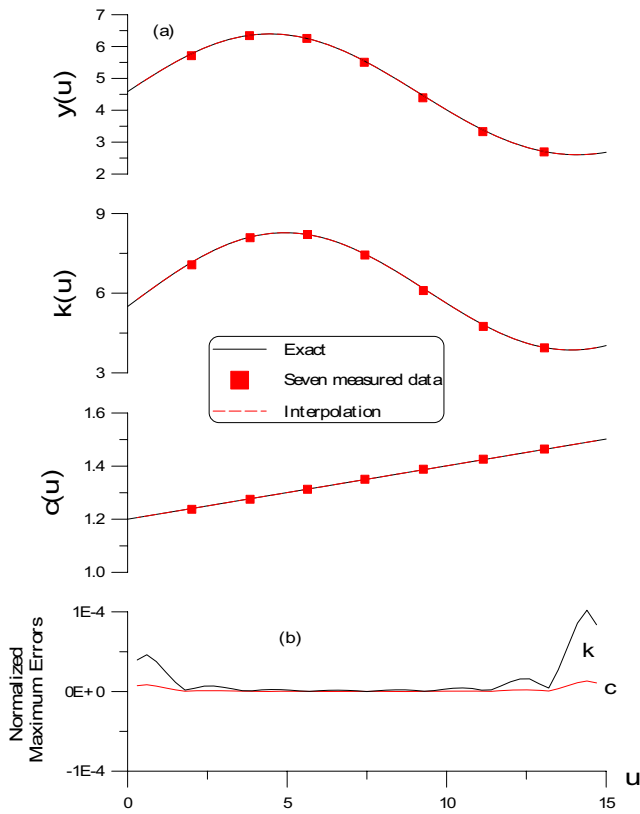 (a)
y(u)
7
6
5
4
3
2
k(u)
9
6
3
Exact
Seven measured data
Interpolation
c(u)
1.6
1.4
1.2
1.0
(b)
Normalized
Maximum Errors
1E-4
0E+0
-1E-4
k
c
0
5
10
15
u